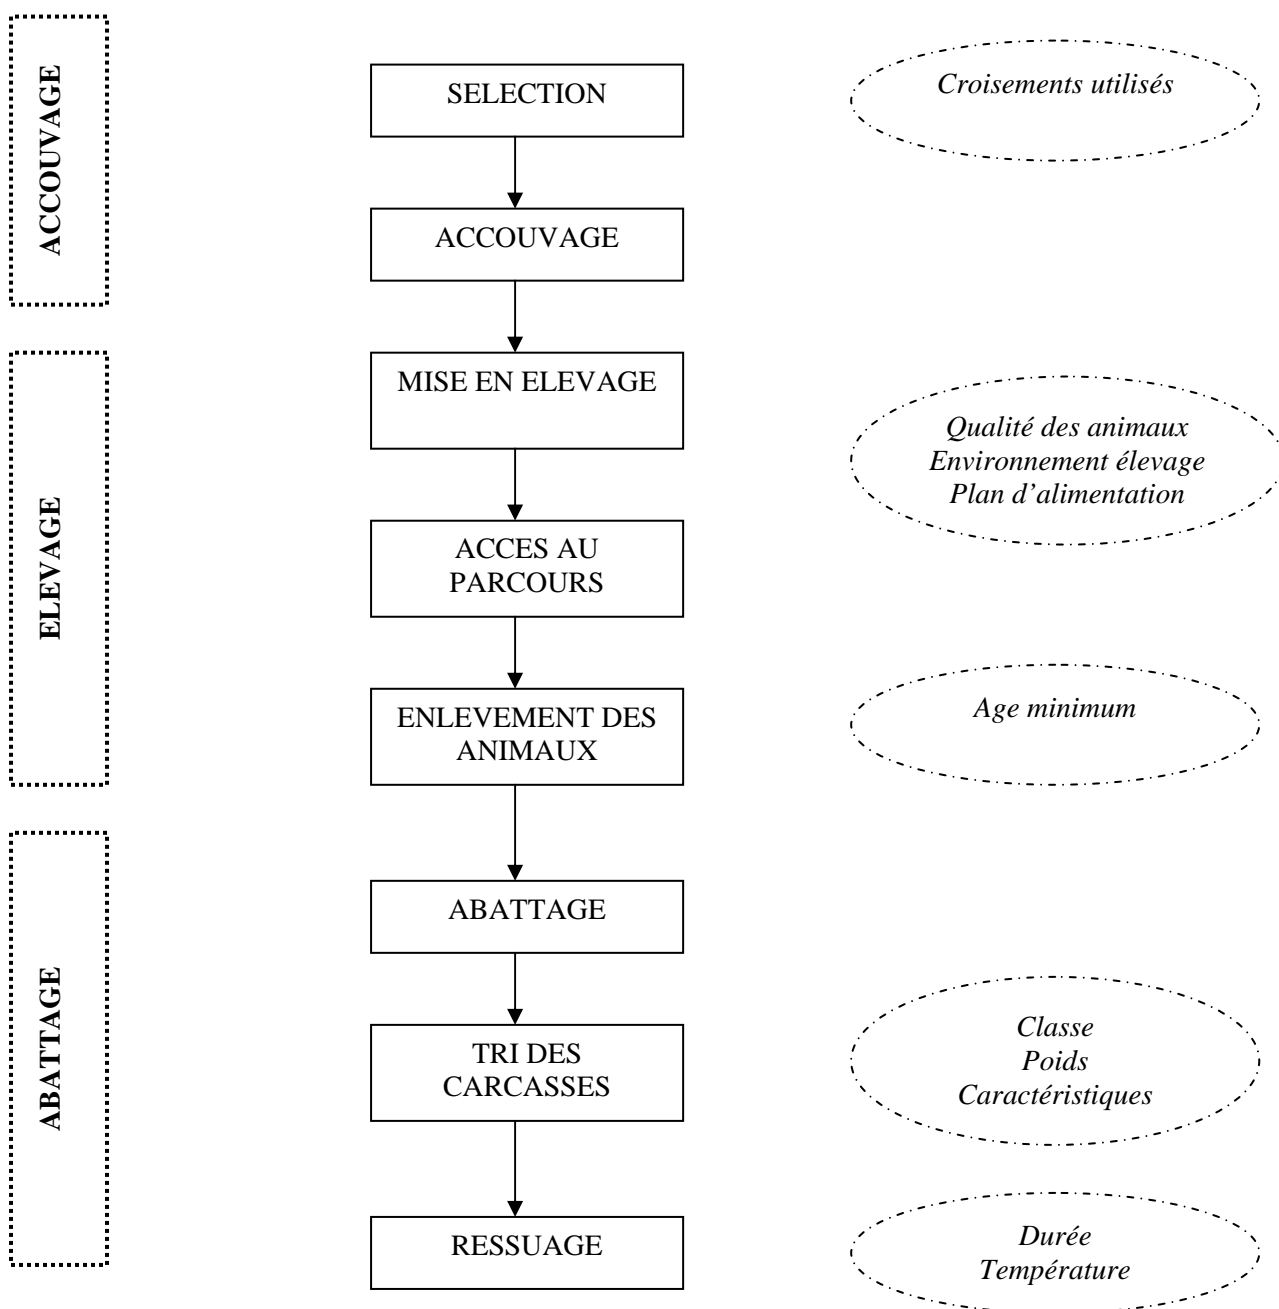 ACCOUVAGE
SELECTION
Croisements utilisés
ACCOUVAGE
ELEVAGE
MISE EN ELEVAGE
Qualité des animaux
Environnement élevage
Plan d'alimentation
ACCES AU
PARCOURS
ENLEVEMENT DES
ANIMAUX
Age minimum
ABATTAGE
ABATTAGE
TRI DES
CARCASSES
Classe
Poids
Caractéristiques
RESSUAGE
Durée
Température